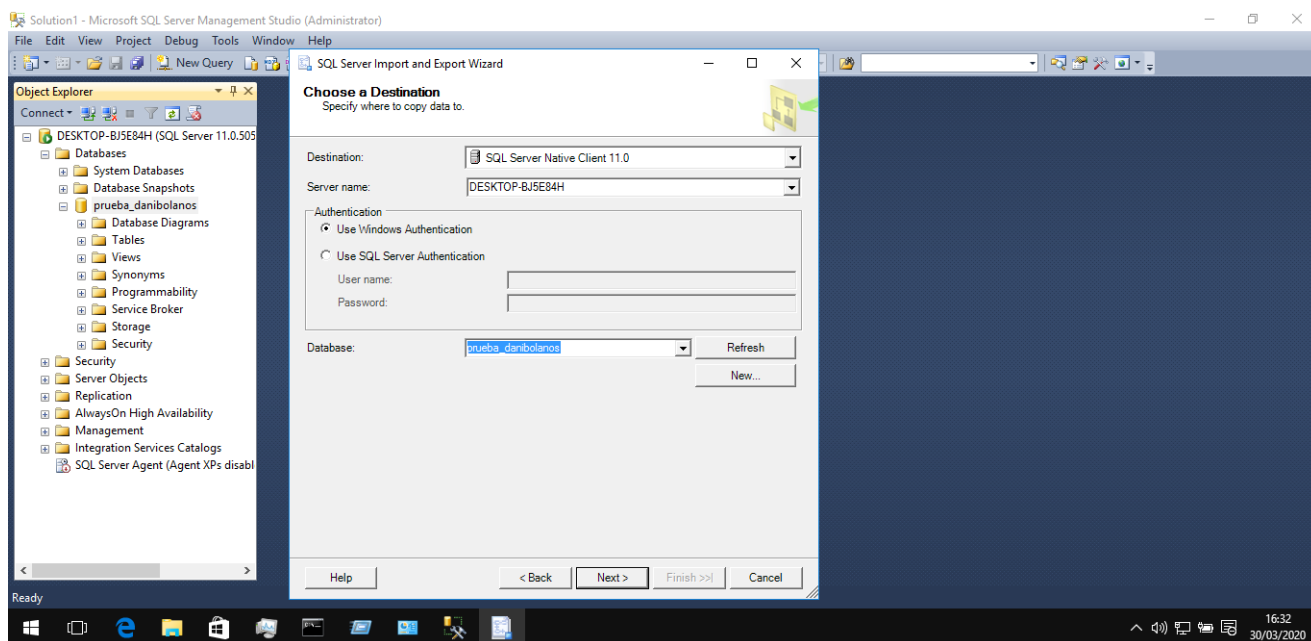 Solution1 - Microsoft SQL Server Management Studio (Administrator)
File Edit View Project Debug Tools Window Help
New Query
Object Explorer
Connect
DESKTOP-BJ5E84H (SQL Server 11.0.505
Databases
System Databases
Database Snapshots
prueba_danibolanos
Database Diagrams
Tables
Views
Synonyms
Programmability
Service Broker
Storage
Security
Security
Server Objects
Replication
AlwaysOn High Availability
Management
Integration Services Catalogs
SQL Server Agent (Agent XPs disabl
SQL Server Import and Export Wizard
Choose a Destination
Specify where to copy data to.
Destination: SQL Server Native Client 11.0
Server name: DESKTOP-BJ5E84H
Authentication
Use Windows Authentication
Use SQL Server Authentication
User name:
Password:
Database: prueba_danibolanos Refresh
New...
Help < Back Next > Finish >>| Cancel
Ready
16:32
30/03/2020